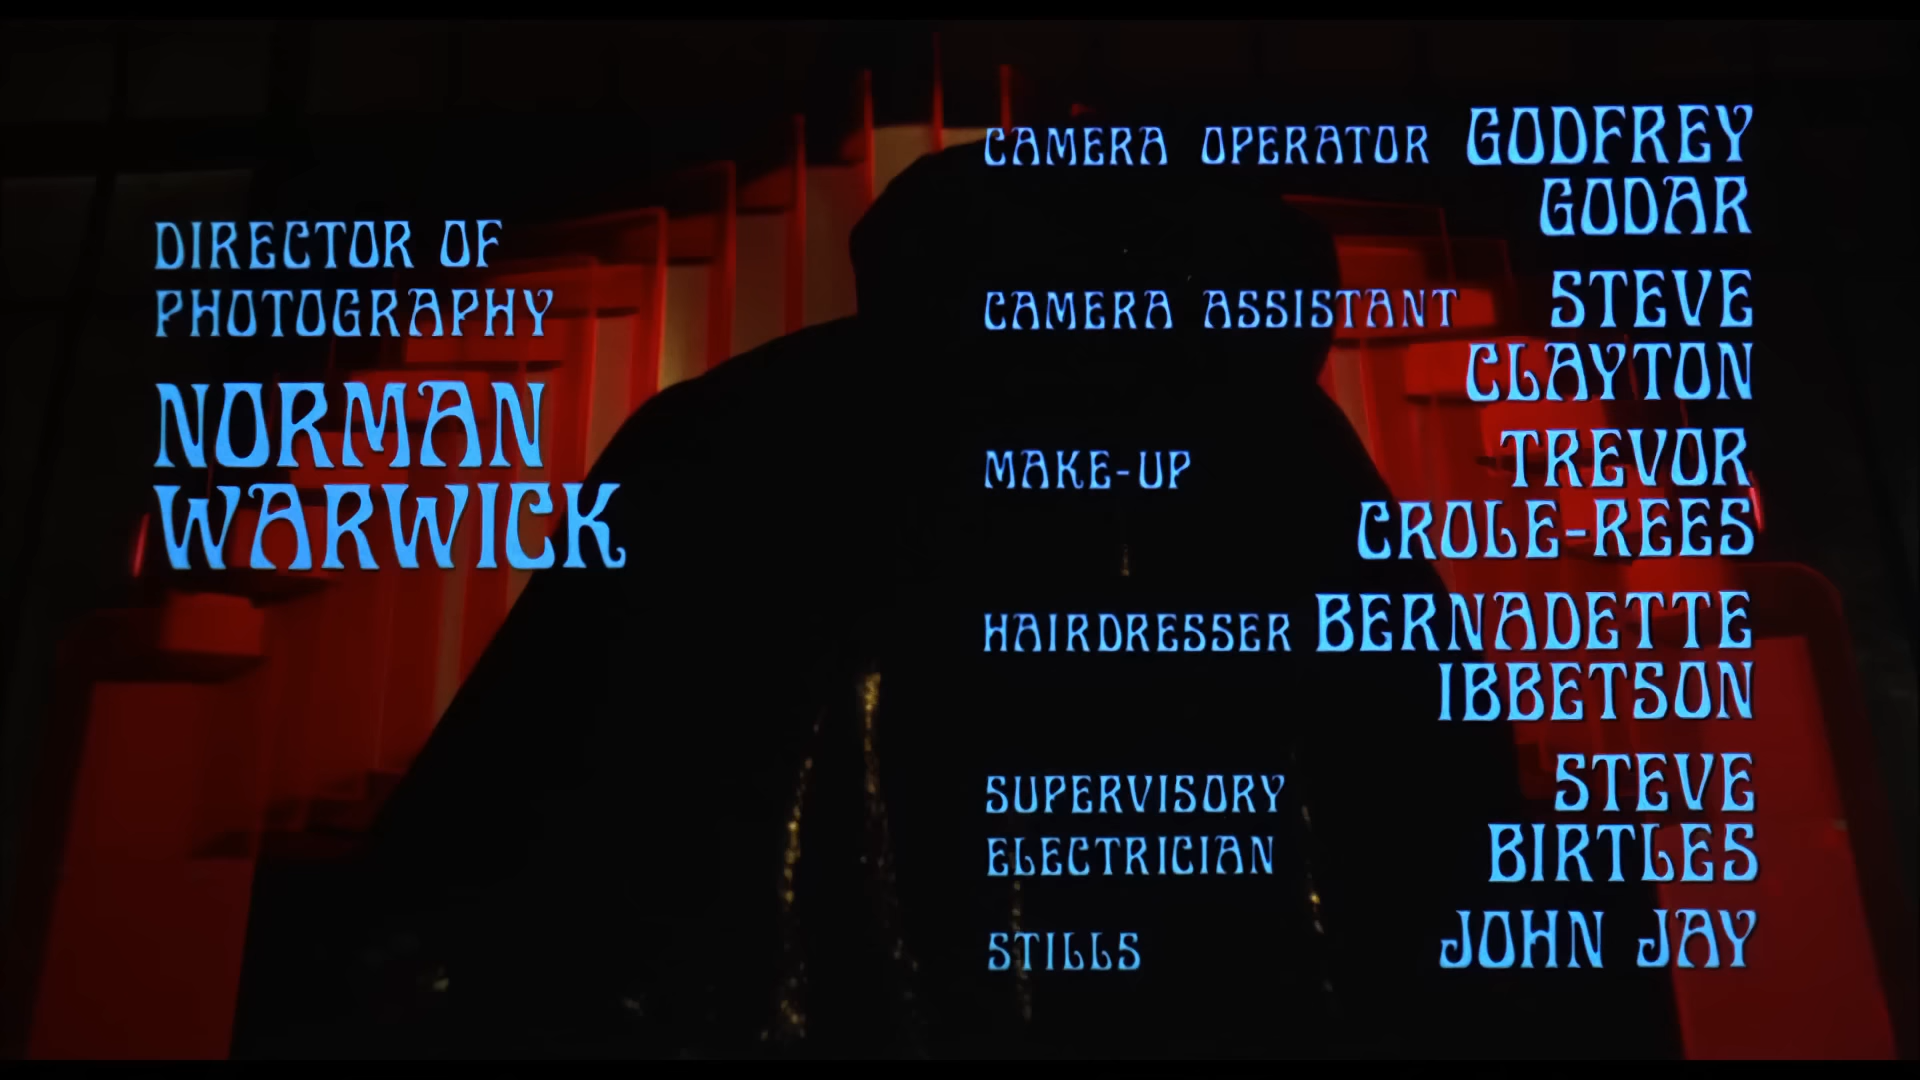 DIRECTOR OF
PHOTOGRAPHY
NORMAN
WARWICK
CAMERA OPERATOR GODFREY
GODAR
CAMERA ASSISTANT STEVE
CLAYTON
MAKE-UP TREVOR
CROLE-REES
HAIRDRESSER BERNADETTE
IBBETSON
SUPERVISORY STEVE
ELECTRICIAN BIRTLES
STILLS JOHN JAY